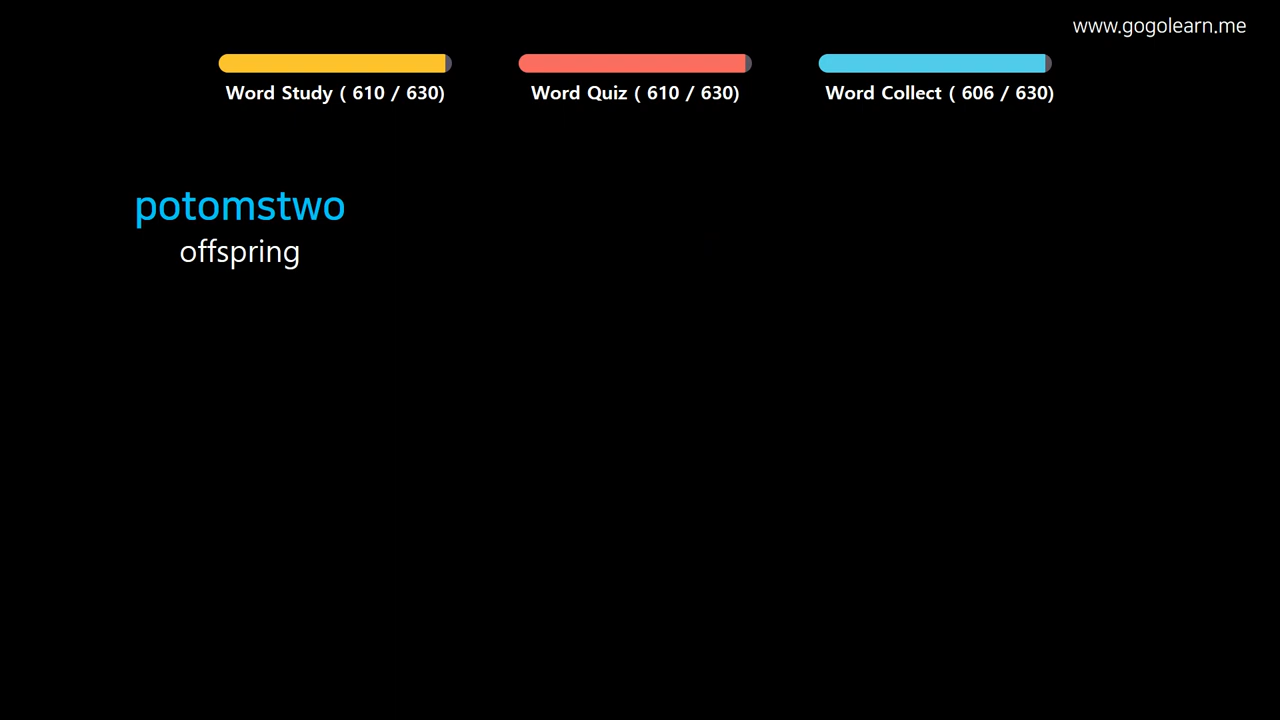 www.gogolearn.me
Word Study ( 610 / 630)
Word Quiz ( 610 / 630)
Word Collect ( 606 / 630)
potomstwo
offspring